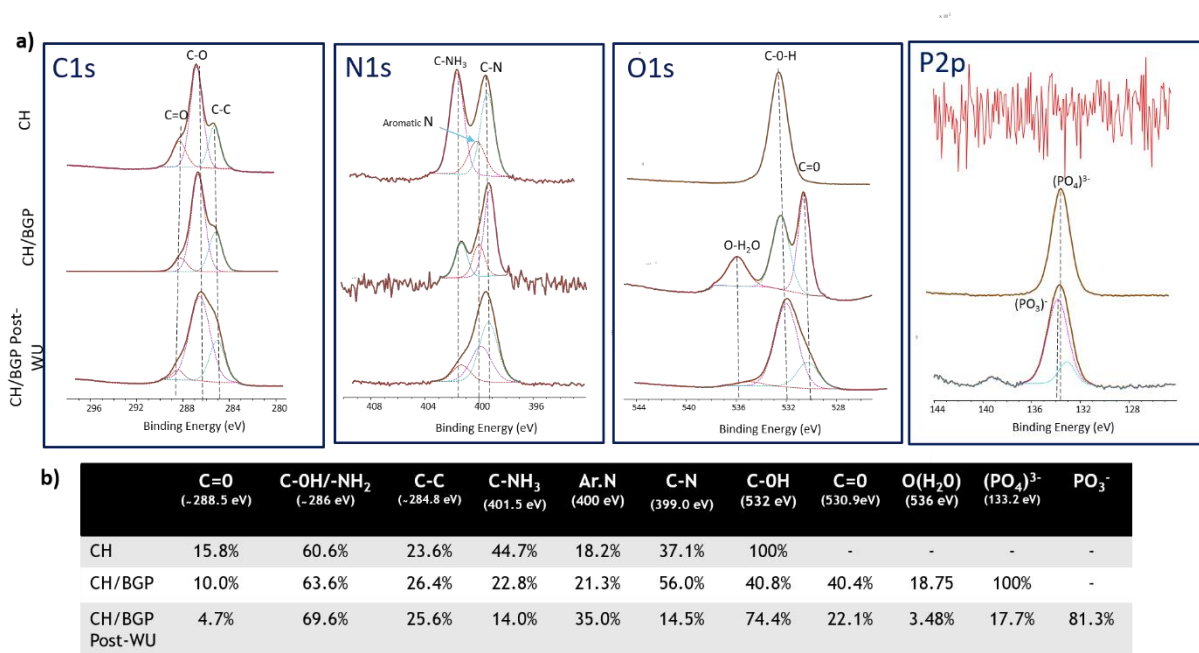 a)
C1s
C-O
C=O
C-C
N1s
C-NH3
C-N
Aromatic N
O1s
C-O-H
C=0
O-H2O
P2p
(PO4)3-
(PO3)-
CH
CH/BGP
CH/BGP Post-
WU
296 292 288 284 280
Binding Energy (eV)
408 404 400 396
Binding Energy (eV)
544 540 536 532 528
Binding Energy (eV)
144 140 136 132 128
Binding Energy (eV)
b)
C=0 C-0H/-NH2 C-C C-NH3 Ar.N C-N C-0H C=0 O(H20) (PO4)3- PO3-
(~288.5 eV) (~286 eV) (~284.8 eV) (401.5 eV) (400 eV) (399.0 eV) (532 eV) (530.9eV) (536 eV) (133.2 eV)
CH 15.8% 60.6% 23.6% 44.7% 18.2% 37.1% 100% - - - -
CH/BGP 10.0% 63.6% 26.4% 22.8% 21.3% 56.0% 40.8% 40.4% 18.75 100% -
CH/BGP 4.7% 69.6% 25.6% 14.0% 35.0% 14.5% 74.4% 22.1% 3.48% 17.7% 81.3%
Post-WU